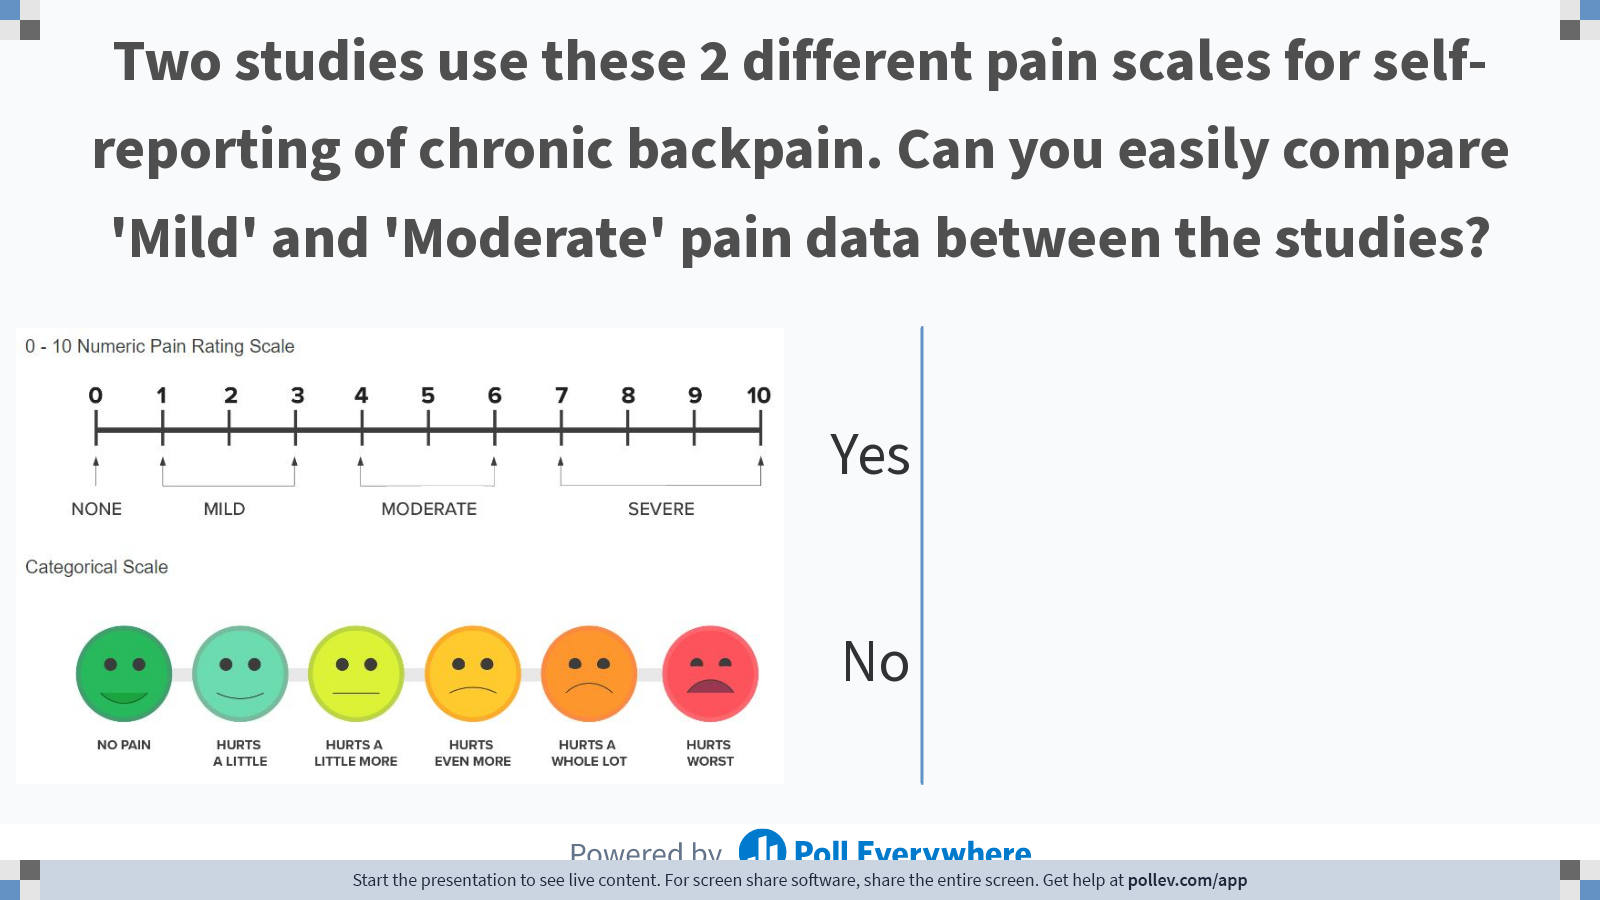 Two studies use these 2 different pain scales for self-
reporting of chronic backpain. Can you easily compare
'Mild' and 'Moderate' pain data between the studies?
0 - 10 Numeric Pain Rating Scale
0 1 2 3 4 5 6 7 8 9 10
NONE MILD MODERATE SEVERE
Categorical Scale
NO PAIN HURTS HURTS A HURTS HURTS A HURTS
A LITTLE LITTLE MORE EVEN MORE WHOLE LOT WORST
Yes
No
Powered by Poll Everywhere
Start the presentation to see live content. For screen share software, share the entire screen. Get help at pollev.com/app